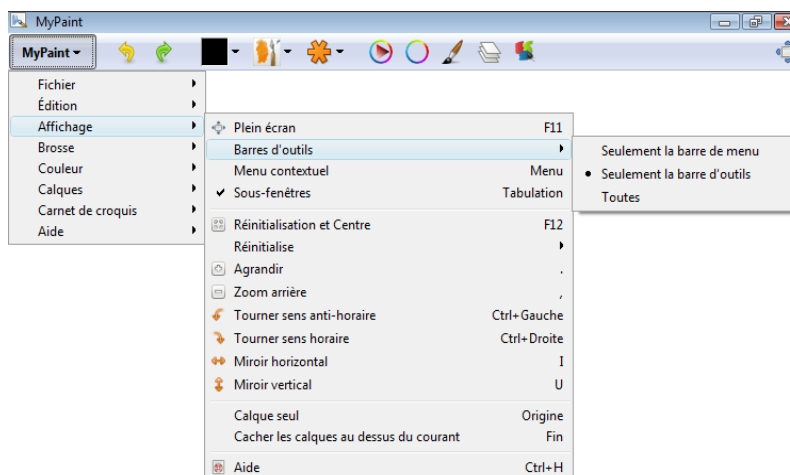 MyPaint
MyPaint
Fichier
Édition
Affichage
Brosse
Couleur
Calques
Carnet de croquis
Aide
Plein écran F11
Barres d'outils
Menu contextuel Menu
Sous-fenêtres Tabulation
Réinitialisation et Centre F12
Réinitialise
Agrandir .
Zoom arrière ,
Tourner sens anti-horaire Ctrl+Gauche
Tourner sens horaire Ctrl+Droite
Miroir horizontal I
Miroir vertical U
Calque seul Origine
Cacher les calques au dessus du courant Fin
Aide Ctrl+H
Seulement la barre de menu
Seulement la barre d'outils
Toutes